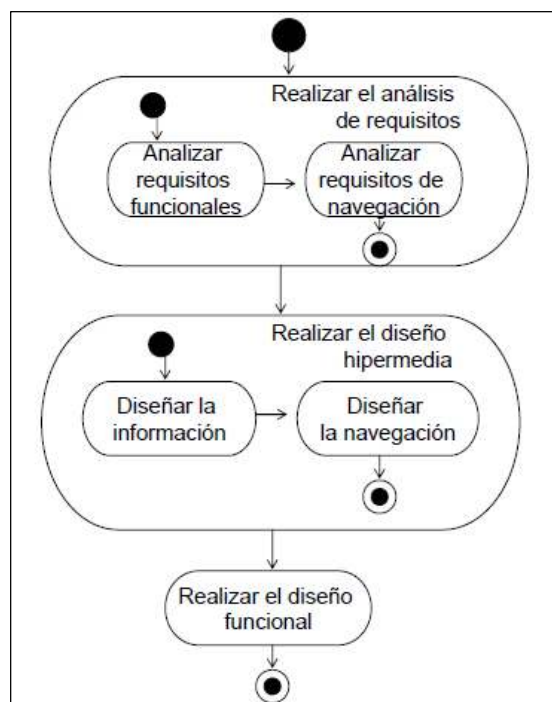 Realizar el análisis
de requisitos
Analizar
requisitos
funcionales
Analizar
requisitos de
navegación
Realizar el diseño
hipermedia
Diseñar la
información
Diseñar
la navegación
Realizar el diseño
funcional